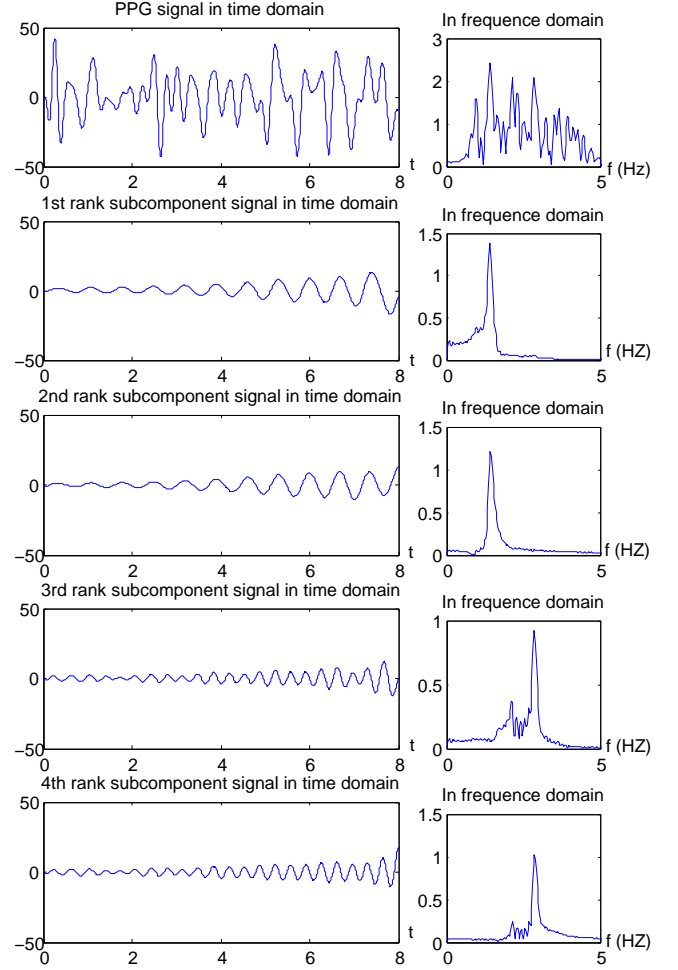 PPG signal in time domain
50
0
−50
0 2 4 6 8
t
In frequence domain
3
2
1
0
0 5
f (Hz)
1st rank subcomponent signal in time domain
50
0
−50
0 2 4 6 8
t
In frequence domain
1.5
1
0.5
0
0 5
f (HZ)
2nd rank subcomponent signal in time domain
50
0
−50
0 2 4 6 8
t
In frequence domain
1.5
1
0.5
0
0 5
f (HZ)
3rd rank subcomponent signal in time domain
50
0
−50
0 2 4 6 8
t
In frequence domain
1
0.5
0
0 5
f (HZ)
4th rank subcomponent signal in time domain
50
0
−50
0 2 4 6 8
t
In frequence domain
1.5
1
0.5
0
0 5
f (HZ)